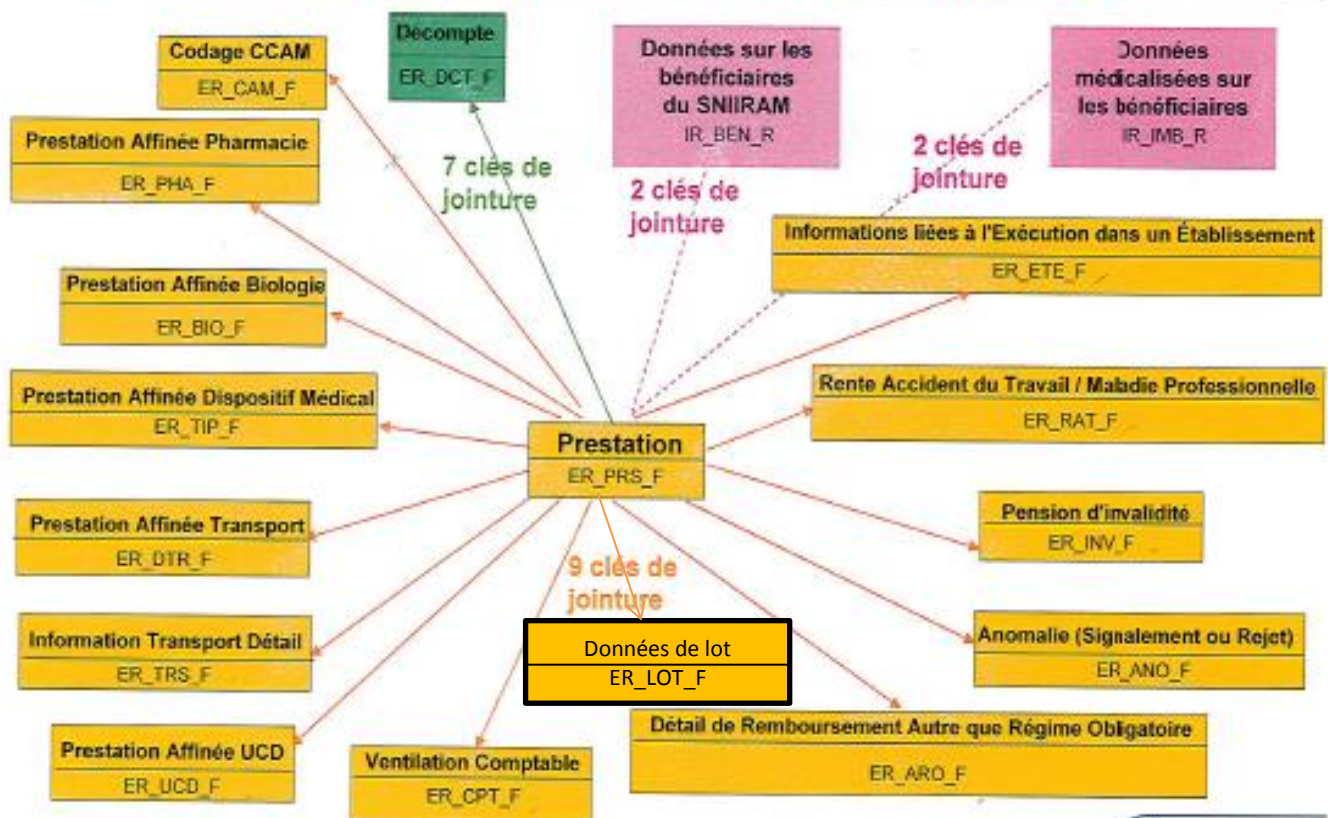 Codage CCAM
ER_CAM_F
Décompte
ER_DCT_F
Données sur les
bénéficiaires
du SNIIRAM
IR_BEN_R
Données
médicalisées sur
les bénéficiaires
IR_IMB_R
Prestation Affinée Pharmacie
ER_PHA_F
7 clés de
jointure
2 clés de
jointure
2 clés de
jointure
Informations liées à l'Exécution dans un Établissement
ER_ETE_F
Prestation Affinée Biologie
ER_BIO_F
Prestation Affinée Dispositif Médical
ER_TIP_F
Rente Accident du Travail / Maladie Professionnelle
ER_RAT_F
Prestation
ER_PRS_F
Prestation Affinée Transport
ER_DTR_F
Pension d'invalidité
ER_INV_F
9 clés de
jointure
Information Transport Détail
ER_TRS_F
Données de lot
ER_LOT_F
Anomalie (Signalement ou Rejet)
ER_ANO_F
Prestation Affinée UCD
ER_UCD_F
Ventilation Comptable
ER_CPT_F
Détail de Remboursement Autre que Régime Obligatoire
ER_ARO_F